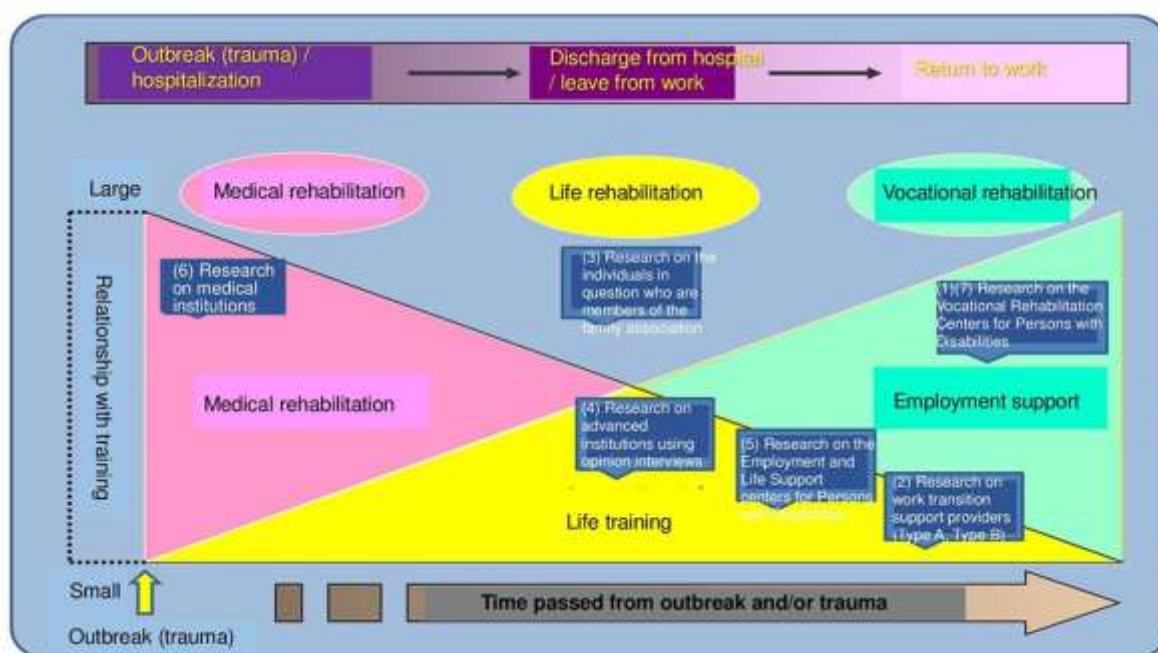 Outbreak (trauma) /
hospitalization
Discharge from hospital
/ leave from work
Return to work
Large
Medical rehabilitation
Life rehabilitation
Vocational rehabilitation
(6) Research
on medical
institutions
(3) Research on the
individuals in
question who are
members of the
family association
(1)(7) Research on the
Vocational Rehabilitation
Centers for Persons with
Disabilities
Relationship with training
Medical rehabilitation
Employment support
(4) Research on
advanced
institutions using
opinion interviews
(5) Research on the
Employment and
Life Support
centers for Persons
(2) Research on
work transition
support providers
(Type A, Type B)
Life training
Small
Time passed from outbreak and/or trauma
Outbreak (trauma)